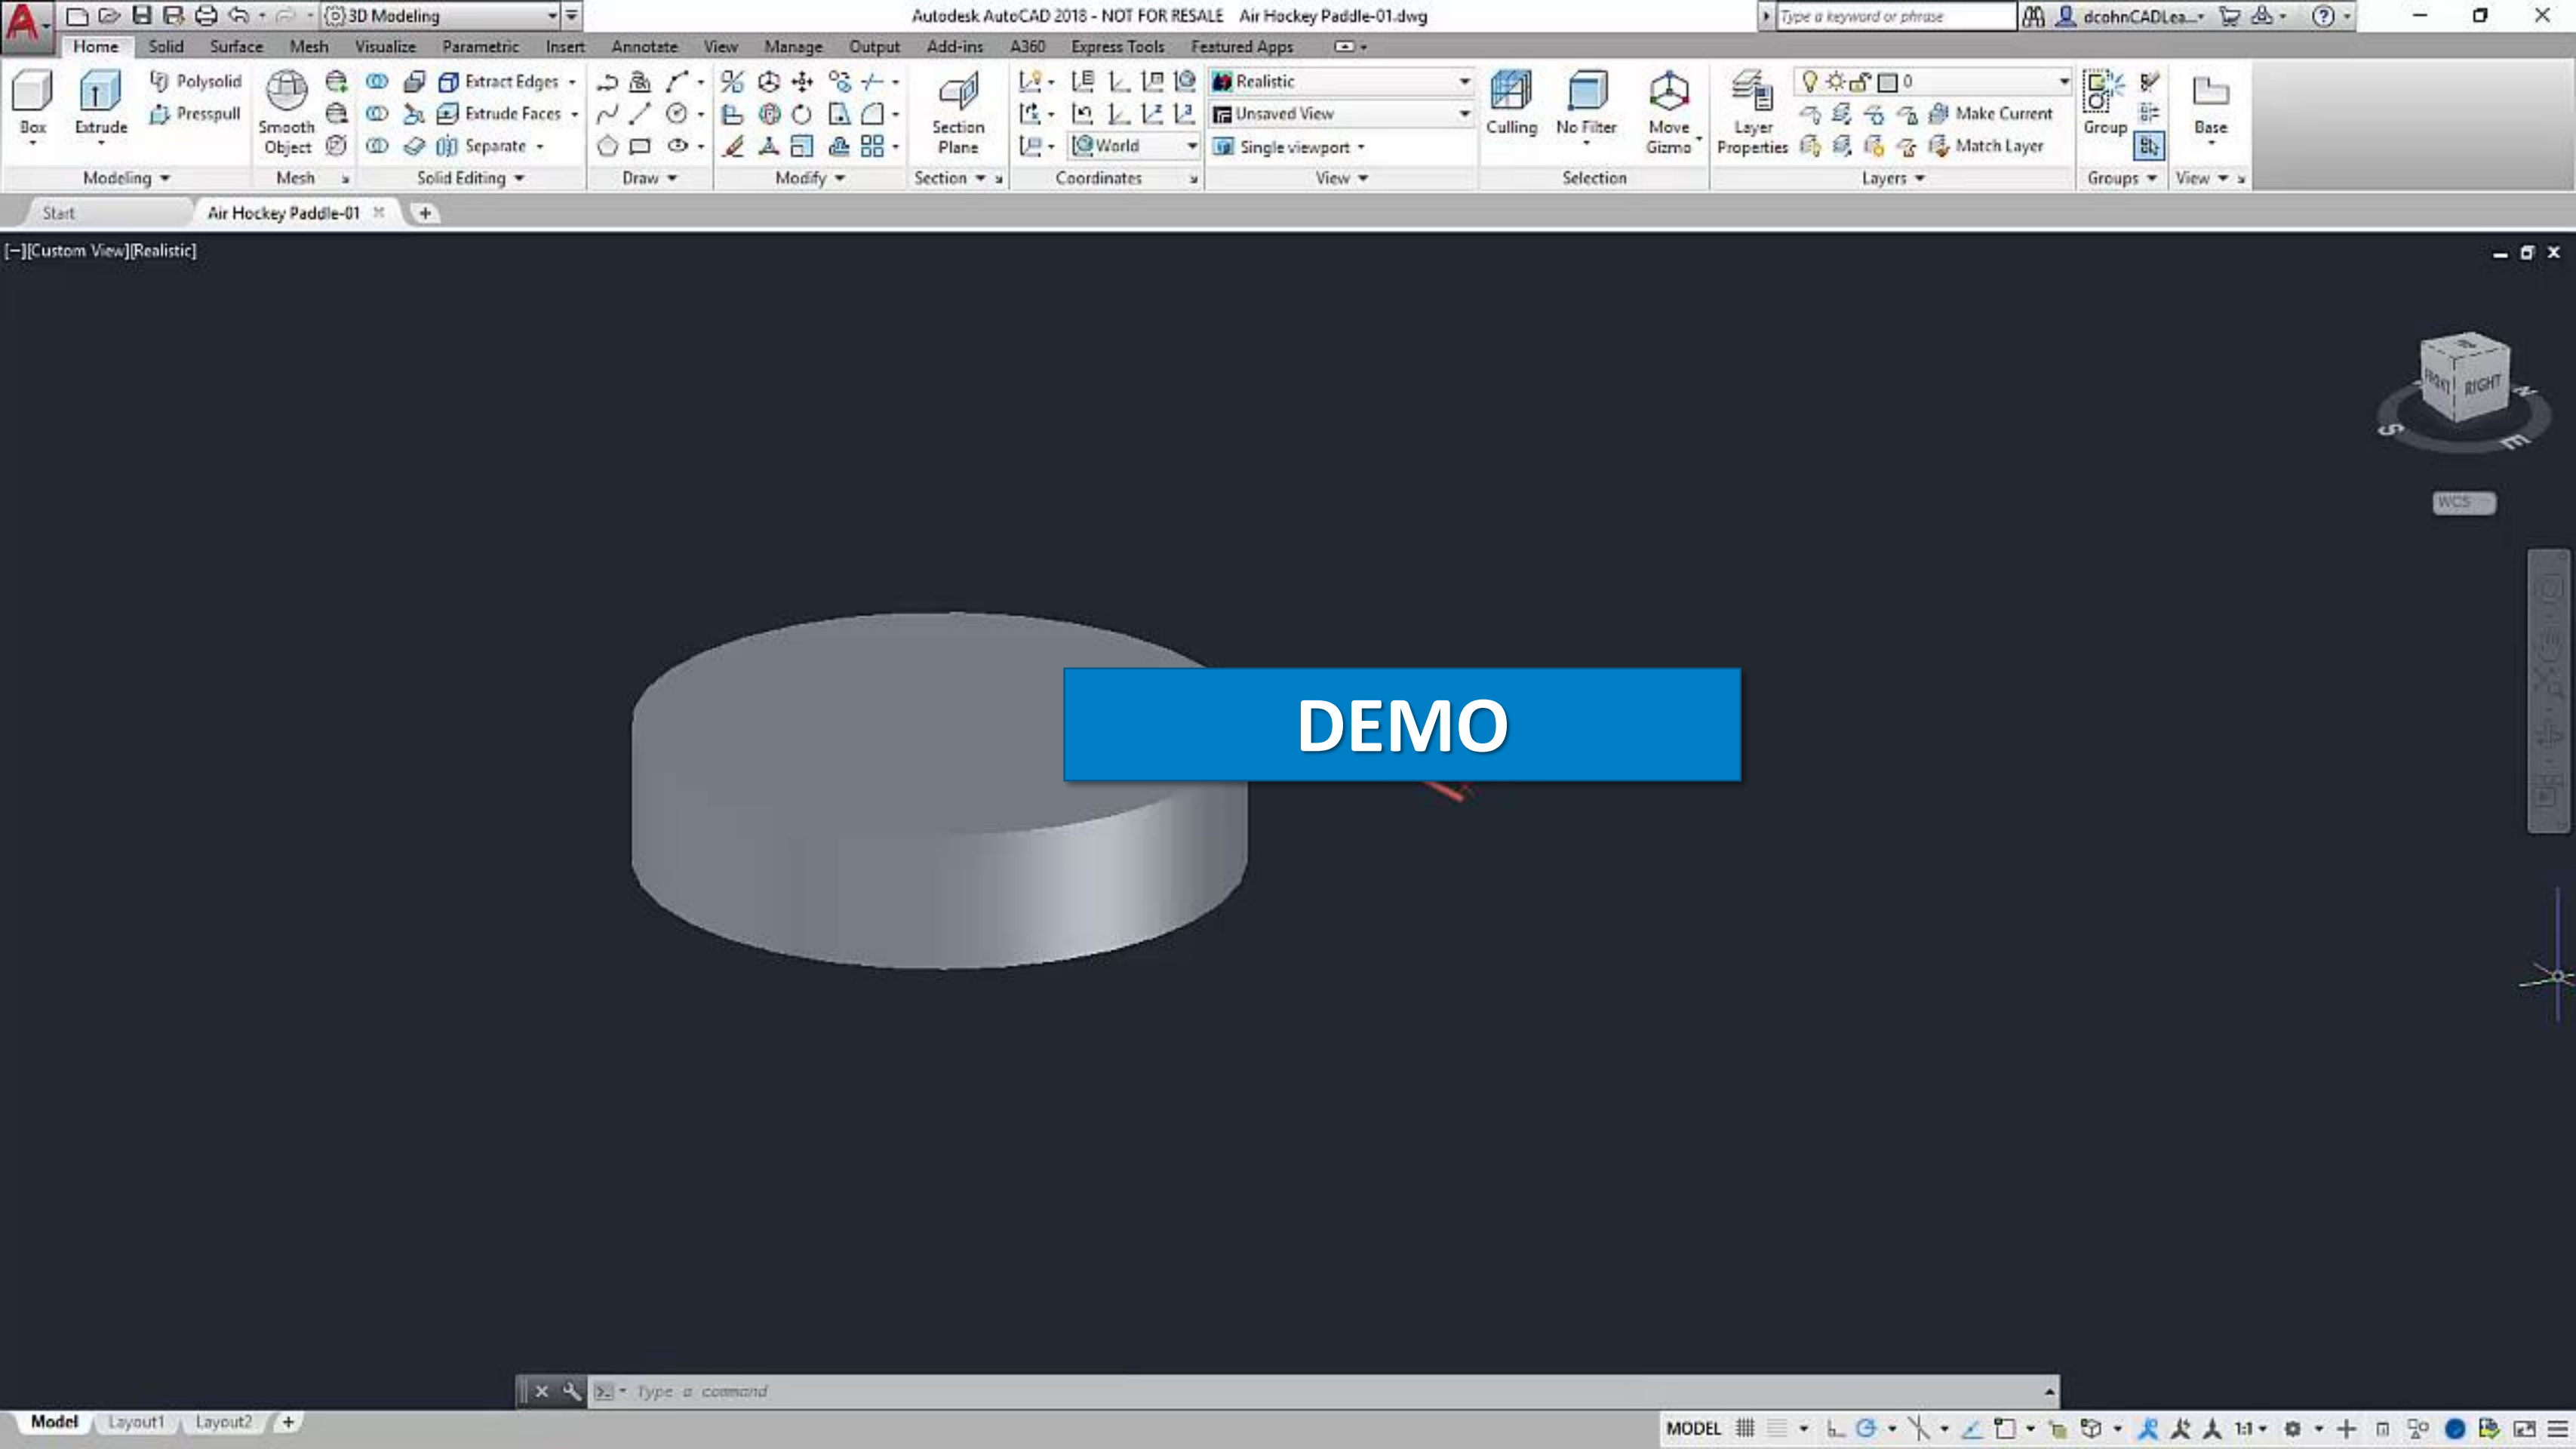 3D Modeling
Autodesk AutoCAD 2018 - NOT FOR RESALE Air Hockey Paddle-01.dwg
Type a keyword or phrase
dcohnCADLea...
Home Solid Surface Mesh Visualize Parametric Insert Annotate View Manage Output Add-ins A360 Express Tools Featured Apps
Box
Extrude
Polysolid
Presspull
Modeling
Smooth
Object
Mesh
Extract Edges
Extrude Faces
Separate
Solid Editing
Draw
Modify
Section
Plane
Section
World
Coordinates
Realistic
Unsaved View
Single viewport
View
Culling
No Filter
Move
Gizmo
Selection
Layer
Properties
0
Make Current
Match Layer
Layers
Group
Groups
Base
View
Start
Air Hockey Paddle-01
[−][Custom View][Realistic]
FRONT RIGHT
N
S
E
WCS
DEMO
Type a command
Model Layout1 Layout2 +
MODEL
1:1